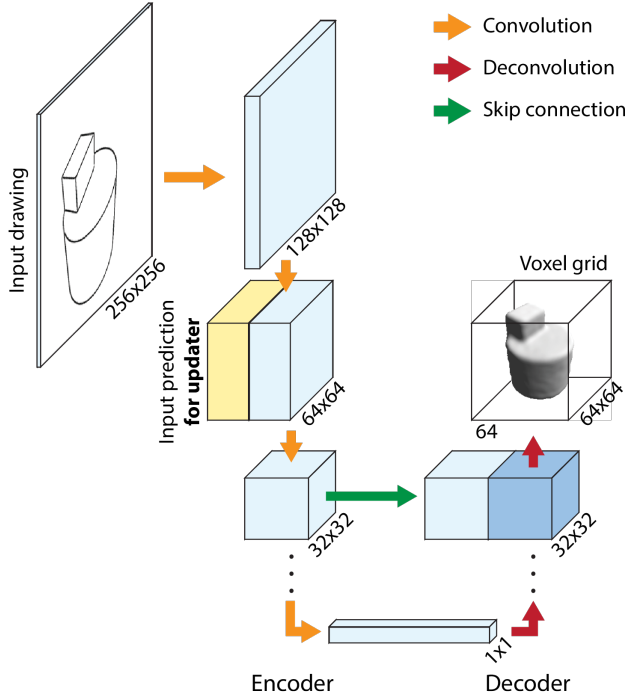 Convolution
Deconvolution
Skip connection
Input drawing
256x256
128x128
Input prediction
for updater
64x64
Voxel grid
64
64x64
32x32
32x32
1x1
Encoder
Decoder